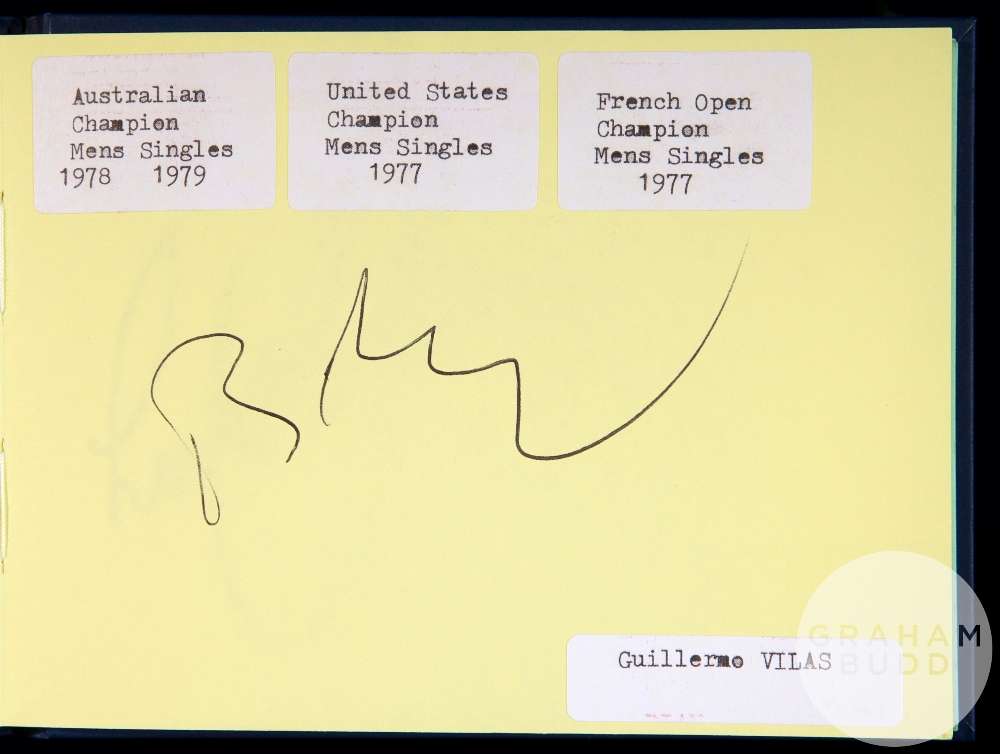 Australian
Champion
Mens Singles
1978 1979
United States
Champion
Mens Singles
1977
French Open
Champion
Mens Singles
1977
Guillermo VILAS
GRAHAM
BUDD